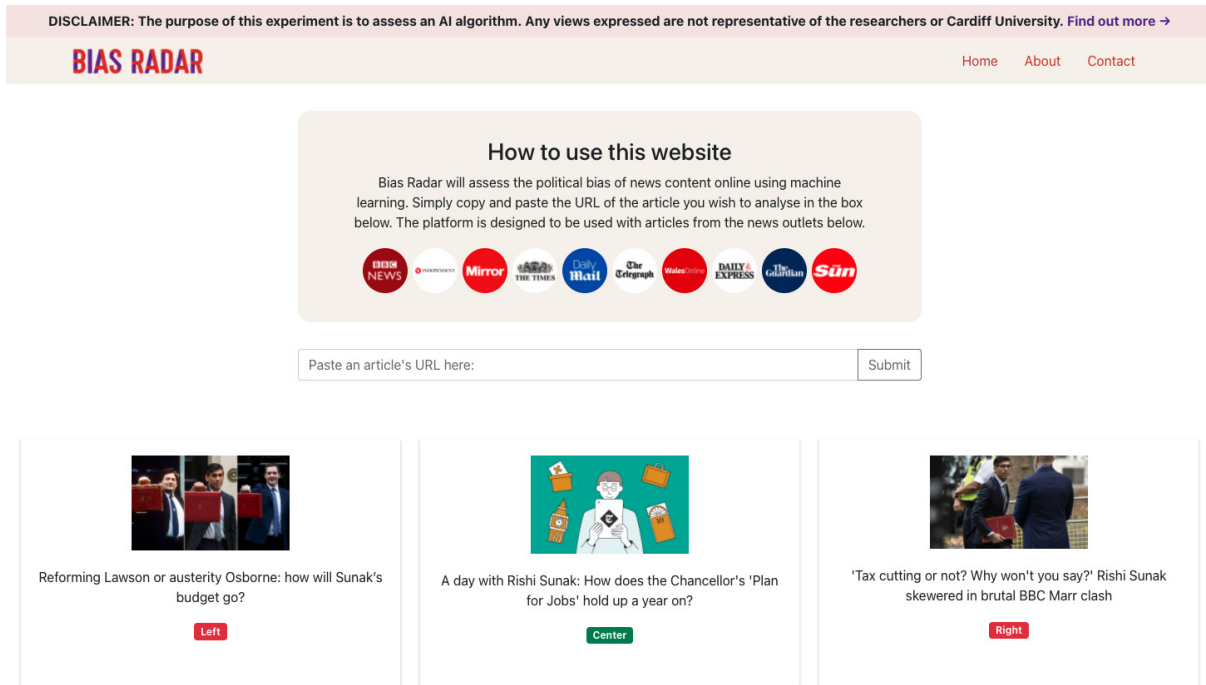 DISCLAIMER: The purpose of this experiment is to assess an AI algorithm. Any views expressed are not representative of the researchers or Cardiff University. Find out more →
BIAS RADAR
Home About Contact
How to use this website
Bias Radar will assess the political bias of news content online using machine
learning. Simply copy and paste the URL of the article you wish to analyse in the box
below. The platform is designed to be used with articles from the news outlets below.
BBC NEWS
INDEPENDENT
Mirror
THE TIMES
Daily Mail
The Telegraph
WalesOnline
DAILY EXPRESS
The Guardian
Sun
Paste an article's URL here:
Submit
Reforming Lawson or austerity Osborne: how will Sunak’s
budget go?
Left
10
A day with Rishi Sunak: How does the Chancellor's 'Plan
for Jobs' hold up a year on?
Center
'Tax cutting or not? Why won't you say?' Rishi Sunak
skewered in brutal BBC Marr clash
Right